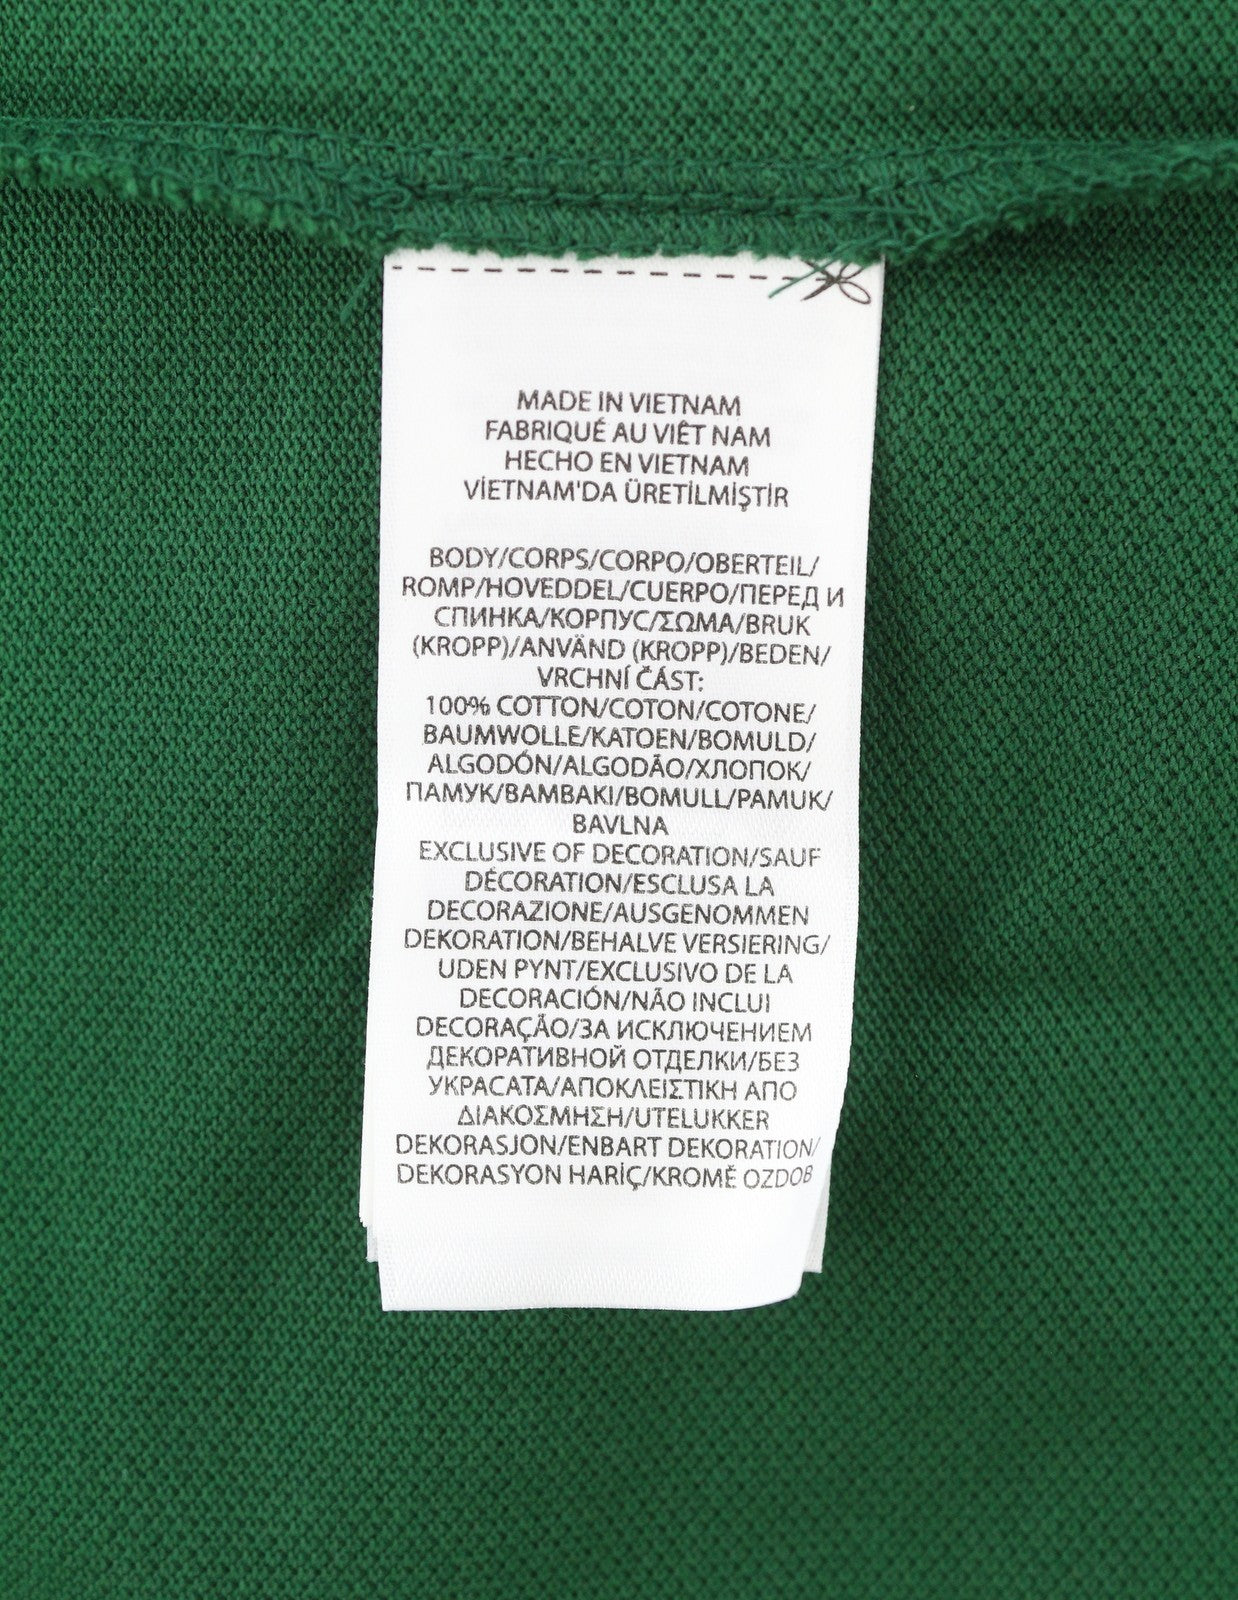 MADE IN VIETNAM
FABRIQUÉ AU VIÊT NAM
HECHO EN VIETNAM
VİETNAM'DA ÜRETİLMİŞTİR
BODY/CORPS/CORPO/OBERTEIL/
ROMP/HOVEDDEL/CUERPO/ПЕРЕД И
СПИНКА/КОРПУС/ΣΩΜΑ/BRUK
(KROPP)/ANVÄND (KROPP)/BEDEN/
VRCHNÍ ČÁST:
100% COTTON/COTON/COTONE/
BAUMWOLLE/KATOEN/BOMULD/
ALGODÓN/ALGODÃO/ХЛОПОК/
ПАМУК/BAMBAKI/BOMULL/PAMUK/
BAVLNA
EXCLUSIVE OF DECORATION/SAUF
DÉCORATION/ESCLUSA LA
DECORAZIONE/AUSGENOMMEN
DEKORATION/BEHALVE VERSIERING/
UDEN PYNT/EXCLUSIVO DE LA
DECORACIÓN/NÃO INCLUI
DECORAÇÃO/ЗА ИСКЛЮЧЕНИЕМ
ДЕКОРАТИВНОЙ ОТДЕЛКИ/БЕЗ
УКРАСАТА/ΑΠΟΚΛΕΙΣΤΙΚΗ ΑΠΟ
ΔΙΑΚΟΣΜΗΣΗ/UTELUKKER
DEKORASJON/ENBART DEKORATION/
DEKORASYON HARİÇ/KROMĚ OZDOB